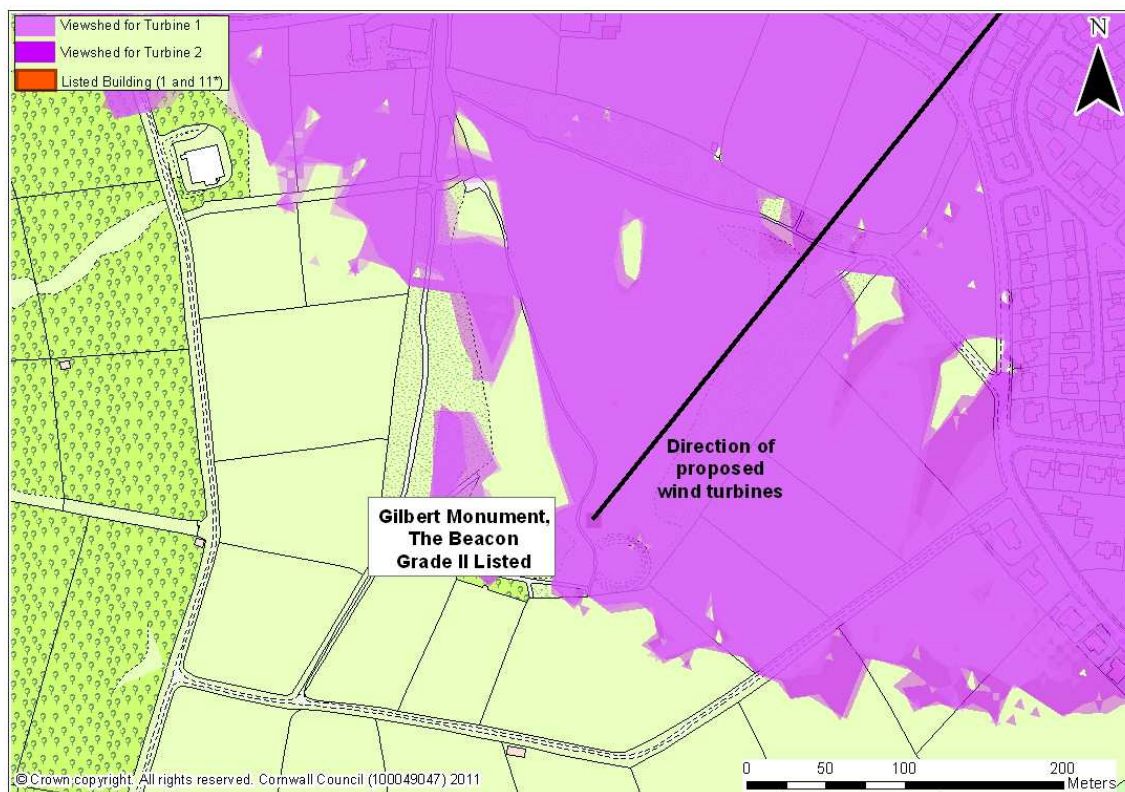 Viewshed for Turbine 1
Viewshed for Turbine 2
Listed Building (1 and 11*)
N
Direction of
proposed
wind turbines
Gilbert Monument,
The Beacon
Grade II Listed
© Crown copyright. All rights reserved. Cornwall Council (100049047) 2011
0 50 100 200
Meters